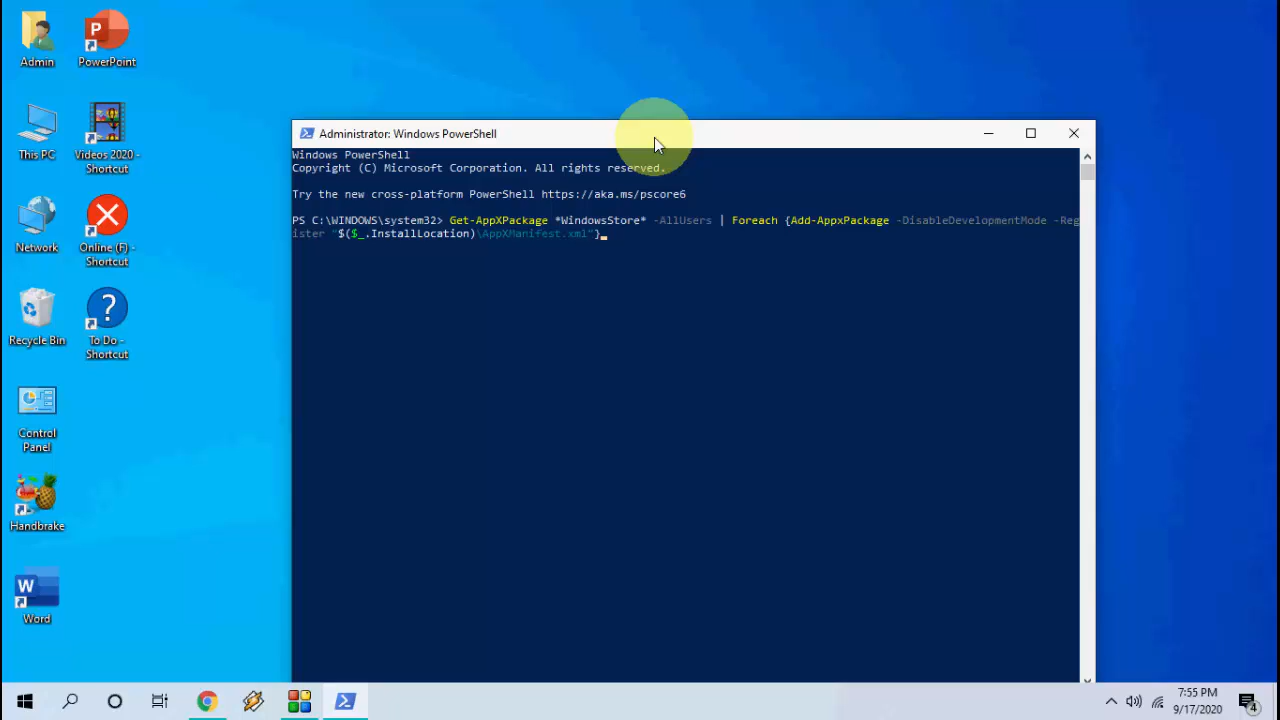 Admin
PowerPoint
This PC
Videos 2020 -
Shortcut
Network
Online (F) -
Shortcut
Recycle Bin
To Do -
Shortcut
Control
Panel
Handbrake
Word
Administrator: Windows PowerShell
Windows PowerShell
Copyright (C) Microsoft Corporation. All rights reserved.
Try the new cross-platform PowerShell https://aka.ms/pscore6
PS C:\WINDOWS\system32> Get-AppXPackage *WindowsStore* -AllUsers | Foreach {Add-AppxPackage -DisableDevelopmentMode -Reg
ister "$($_.InstallLocation)\AppXManifest.xml"}
7:55 PM
9/17/2020
4